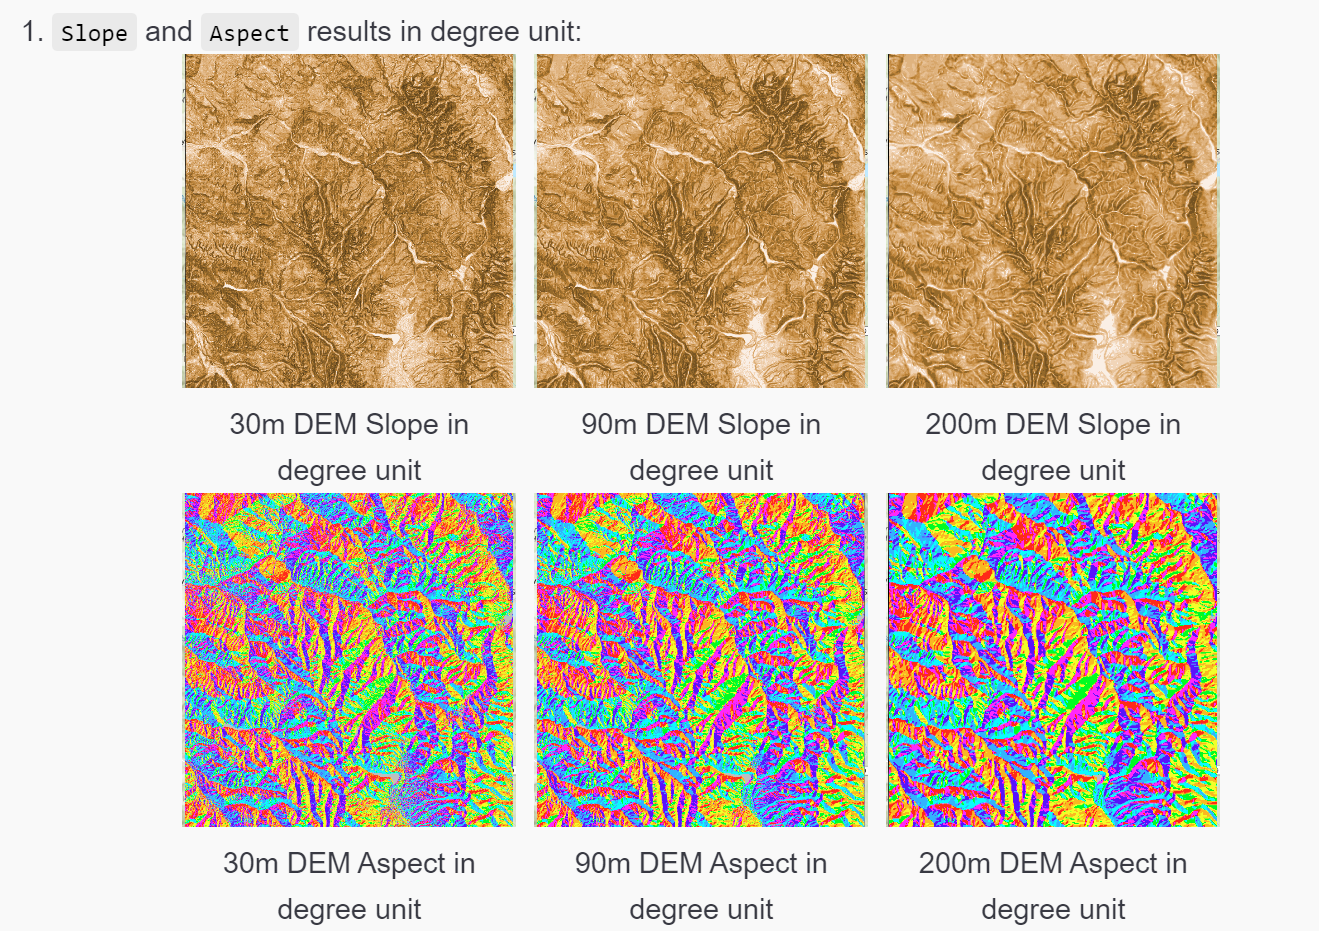 1. Slope and Aspect results in degree unit:
30m DEM Slope in
degree unit
90m DEM Slope in
degree unit
200m DEM Slope in
degree unit
30m DEM Aspect in
degree unit
90m DEM Aspect in
degree unit
200m DEM Aspect in
degree unit